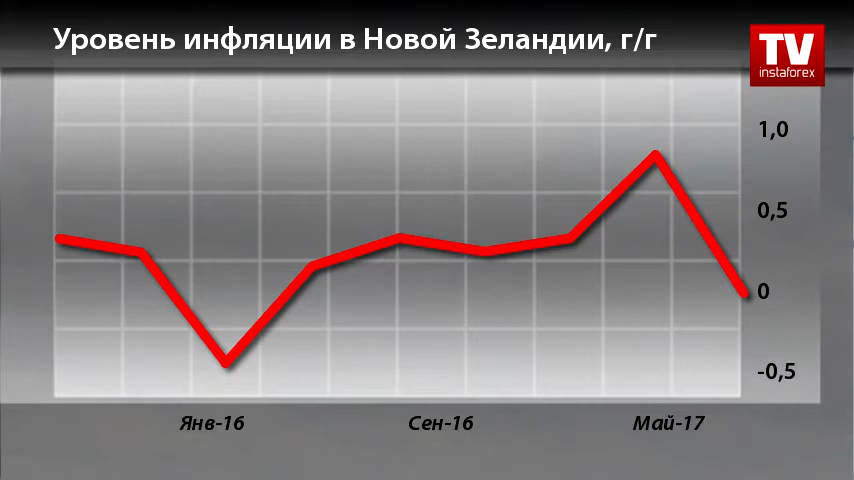 Уровень инфляции в Новой Зеландии, г/г
TV
instaforex
1,0
0,5
0
-0,5
Янв-16
Сен-16
Май-17